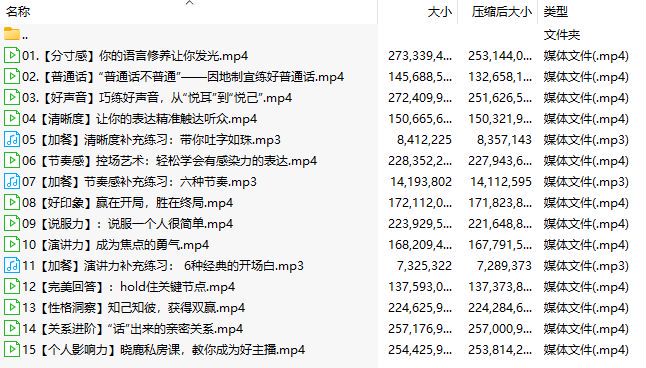 名称 大小 压缩后大小 类型
.. 文件夹
01.【分寸感】你的语言修养让你发光.mp4 273,339,4... 253,144,0... 媒体文件(.mp4)
02.【普通话】“普通话不普通”——因地制宜练好普通话.mp4 145,688,5... 132,658,1... 媒体文件(.mp4)
03.【好声音】巧练好声音，从“悦耳”到“悦己”.mp4 272,409,9... 251,626,5... 媒体文件(.mp4)
04【清晰度】让你的表达精准触达听众.mp4 150,665,6... 150,321,9... 媒体文件(.mp4)
05【加餐】清晰度补充练习：带你吐字如珠.mp3 8,412,225 8,357,143 媒体文件(.mp3)
06【节奏感】控场艺术：轻松学会有感染力的表达.mp4 228,352,2... 227,943,6... 媒体文件(.mp4)
07【加餐】节奏感补充练习：六种节奏.mp3 14,193,802 14,112,595 媒体文件(.mp3)
08【好印象】赢在开局，胜在终局.mp4 172,112,0... 171,823,8... 媒体文件(.mp4)
09【说服力】：说服一个人很简单.mp4 223,929,5... 221,648,8... 媒体文件(.mp4)
10【演讲力】成为焦点的勇气.mp4 168,209,4... 167,791,5... 媒体文件(.mp4)
11【加餐】演讲力补充练习： 6种经典的开场白.mp3 7,325,322 7,289,373 媒体文件(.mp3)
12【完美回答】：hold住关键节点.mp4 137,593,0... 137,373,8... 媒体文件(.mp4)
13【性格洞察】知己知彼，获得双赢.mp4 224,625,9... 224,284,6... 媒体文件(.mp4)
14【关系进阶】“话”出来的亲密关系.mp4 257,176,9... 257,000,9... 媒体文件(.mp4)
15【个人影响力】晓鹿私房课，教你成为好主播.mp4 254,425,9... 253,814,2... 媒体文件(.mp4)